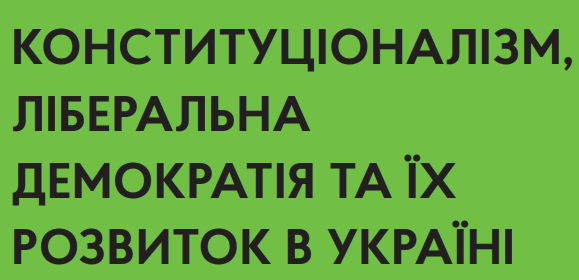 КОНСТИТУЦІОНАЛІЗМ,
ЛІБЕРАЛЬНА
ДЕМОКРАТІЯ ТА ЇХ
РОЗВИТОК В УКРАЇНІ